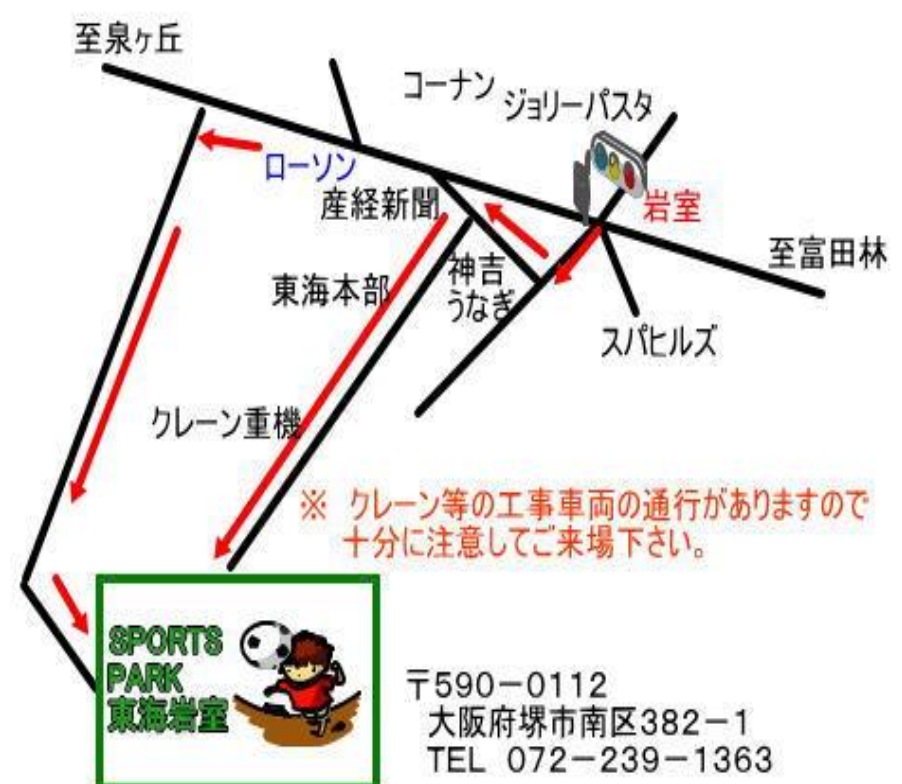 至泉ヶ丘
コーナン
ジョリーパスタ
ローソン
岩室
産経新聞
至富田林
神吉
うなぎ
東海本部
スパヒルズ
クレーン重機
※ クレーン等の工事車両の通行がありますので
十分に注意してご来場下さい。
SPORTS
PARK
東海岩室
〒590-0112
大阪府堺市南区382-1
TEL 072-239-1363